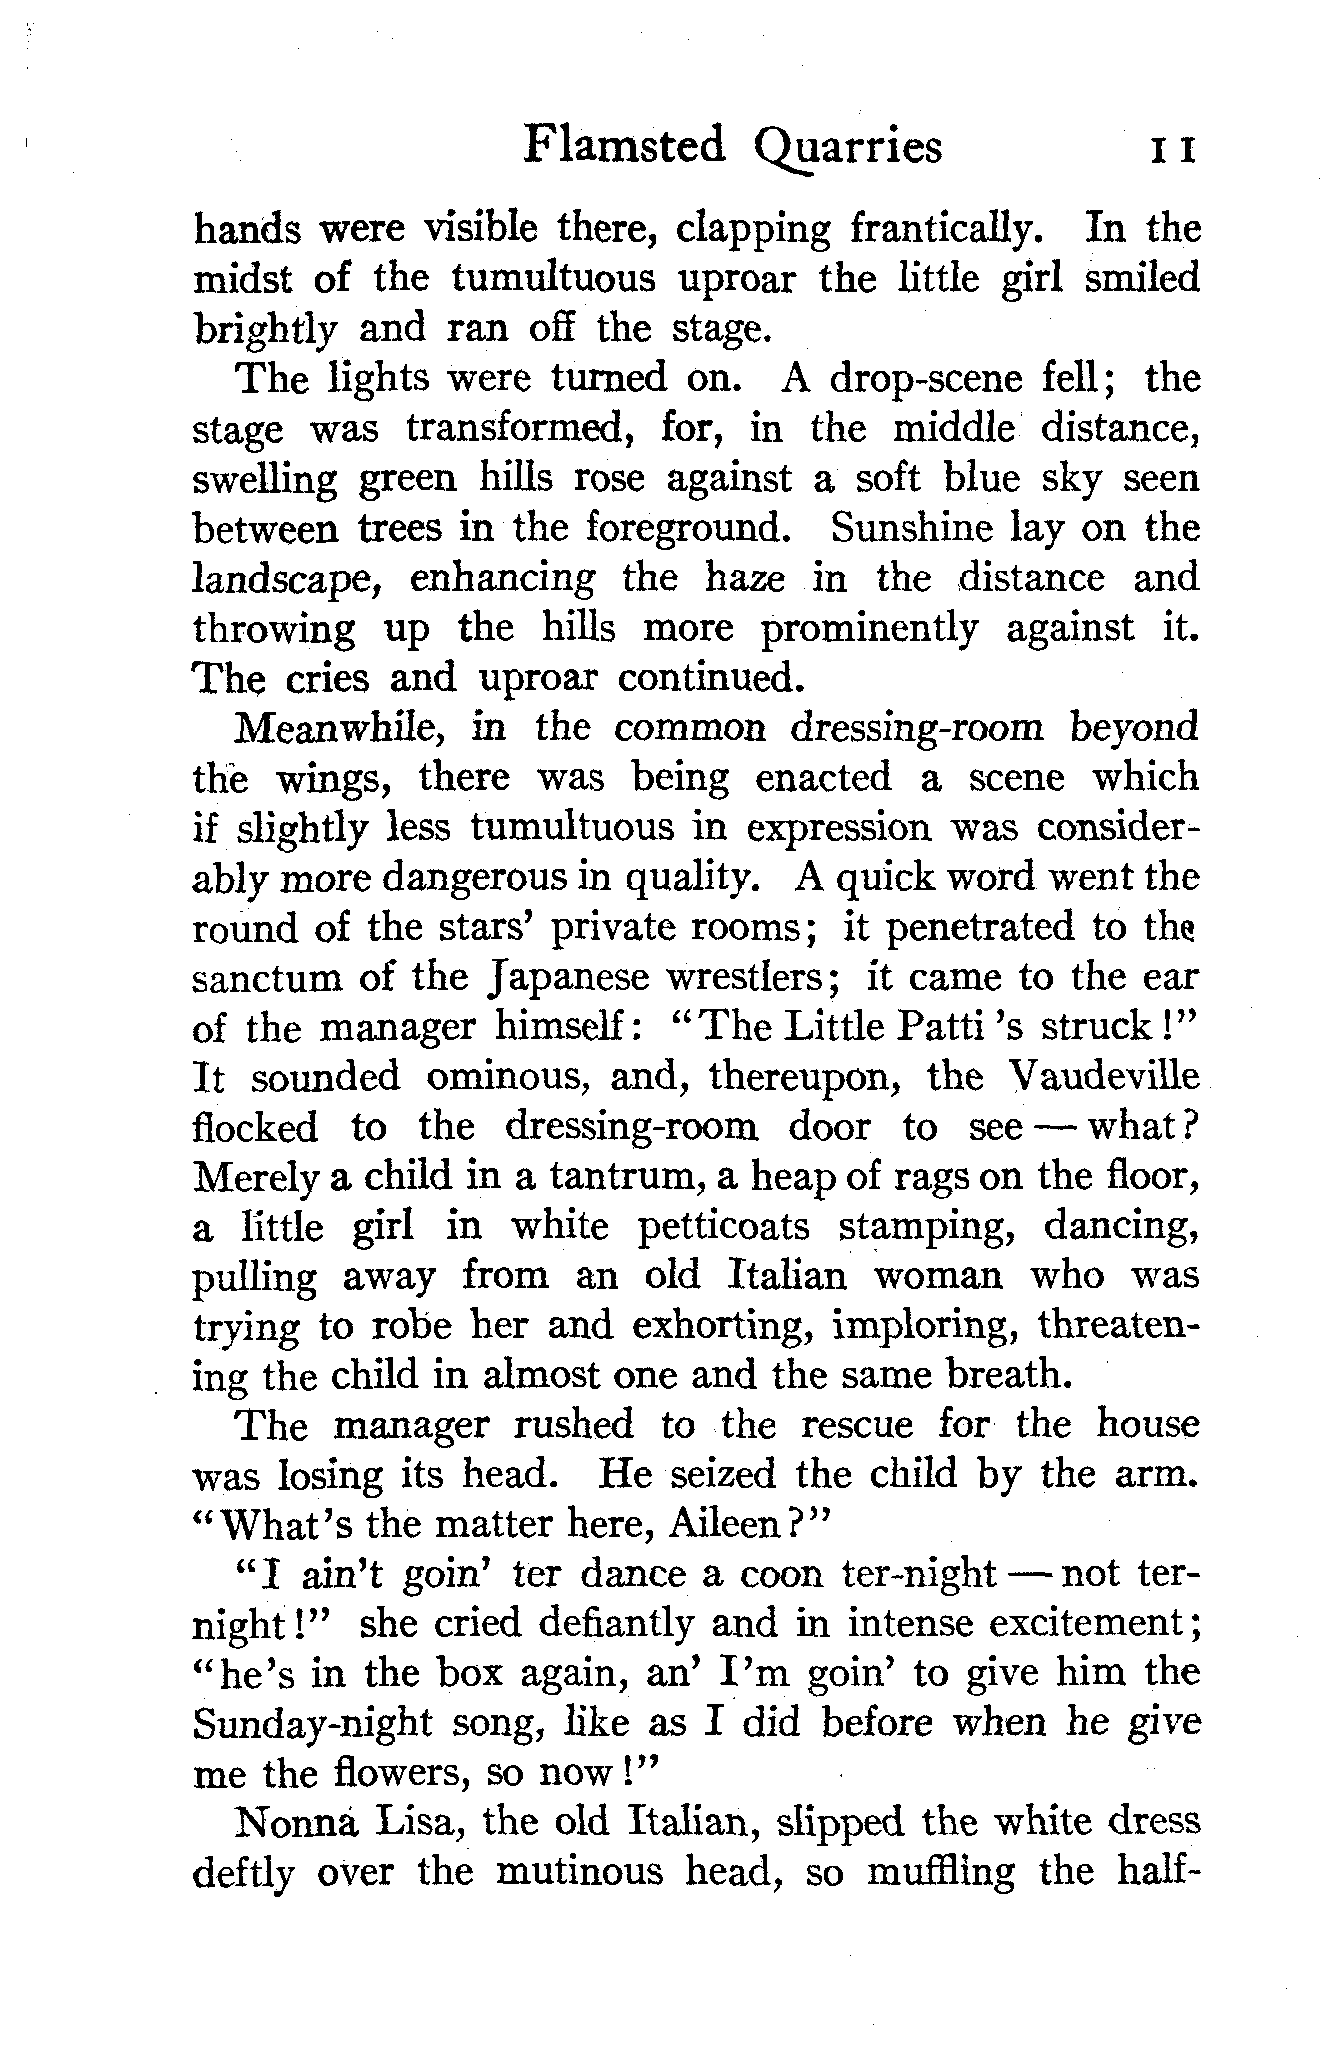 Flamsted Quarries 11
hands were visible there, clapping frantically. In the
midst of the tumultuous uproar the little girl smiled
brightly and ran off the stage.
The lights were turned on. A drop-scene fell; the
stage was transformed, for, in the middle distance,
swelling green hills rose against a soft blue sky seen
between trees in the foreground. Sunshine lay on the
landscape, enhancing the haze in the distance and
throwing up the hills more prominently against it.
The cries and uproar continued.
Meanwhile, in the common dressing-room beyond
the wings, there was being enacted a scene which
if slightly less tumultuous in expression was consider-
ably more dangerous in quality. A quick word went the
round of the stars' private rooms; it penetrated to the
sanctum of the Japanese wrestlers; it came to the ear
of the manager himself: "The Little Patti 's struck!"
It sounded ominous, and, thereupon, the Vaudeville
flocked to the dressing-room door to see — what?
Merely a child in a tantrum, a heap of rags on the floor,
a little girl in white petticoats stamping, dancing,
pulling away from an old Italian woman who was
trying to robe her and exhorting, imploring, threaten-
ing the child in almost one and the same breath.
The manager rushed to the rescue for the house
was losing its head. He seized the child by the arm.
"What's the matter here, Aileen?"
"I ain't goin' ter dance a coon ter-night — not ter-
night!" she cried defiantly and in intense excitement;
"he's in the box again, an' I'm goin' to give him the
Sunday-night song, like as I did before when he give
me the flowers, so now!"
Nonna Lisa, the old Italian, slipped the white dress
deftly over the mutinous head, so muffling the half-